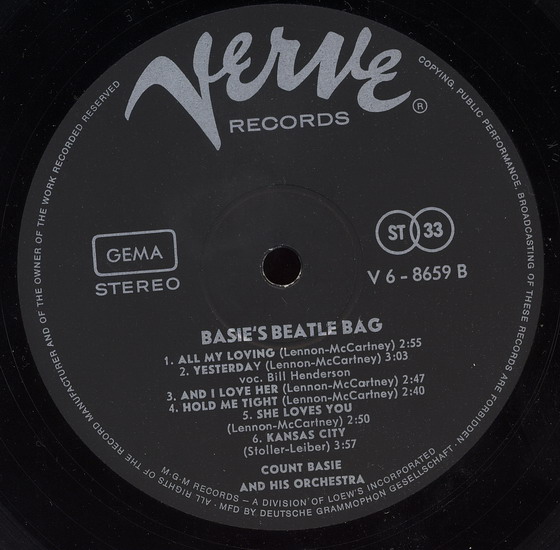 Verve
RECORDS
®
GEMA
STEREO
ST 33
V 6 - 8659 B
BASIE'S BEATLE BAG
1. ALL MY LOVING (Lennon-McCartney) 2:55
2. YESTERDAY (Lennon-McCartney) 3:03
voc. Bill Henderson
3. AND I LOVE HER (Lennon-McCartney) 2:47
4. HOLD ME TIGHT (Lennon-McCartney) 2:40
5. SHE LOVES YOU
(Lennon-McCartney) 2:50
6. KANSAS CITY
(Stoller-Leiber) 3:57
COUNT BASIE
AND HIS ORCHESTRA
M·G·M RECORDS – A DIVISION OF LOEW'S INCORPORATED
ALL RIGHTS OF THE RECORD MANUFACTURER AND OF THE OWNER OF THE WORK RECORDED RESERVED
COPYING, PUBLIC PERFORMANCE, BROADCASTING OF THESE RECORDS ARE FORBIDDEN · MFD BY DEUTSCHE GRAMMOPHON GESELLSCHAFT ·